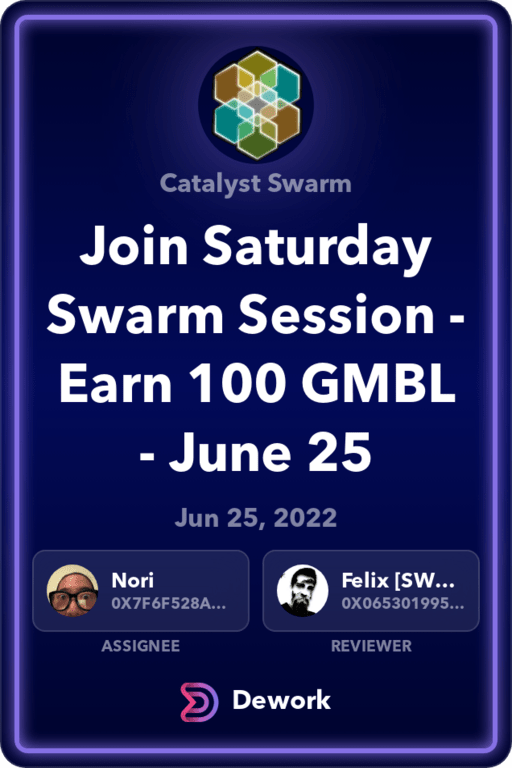 Catalyst Swarm
Join Saturday
Swarm Session -
Earn 100 GMBL
- June 25
Jun 25, 2022
Nori
0X7F6F528A...
Felix [SW...
0X065301995...
ASSIGNEE
REVIEWER
Dework